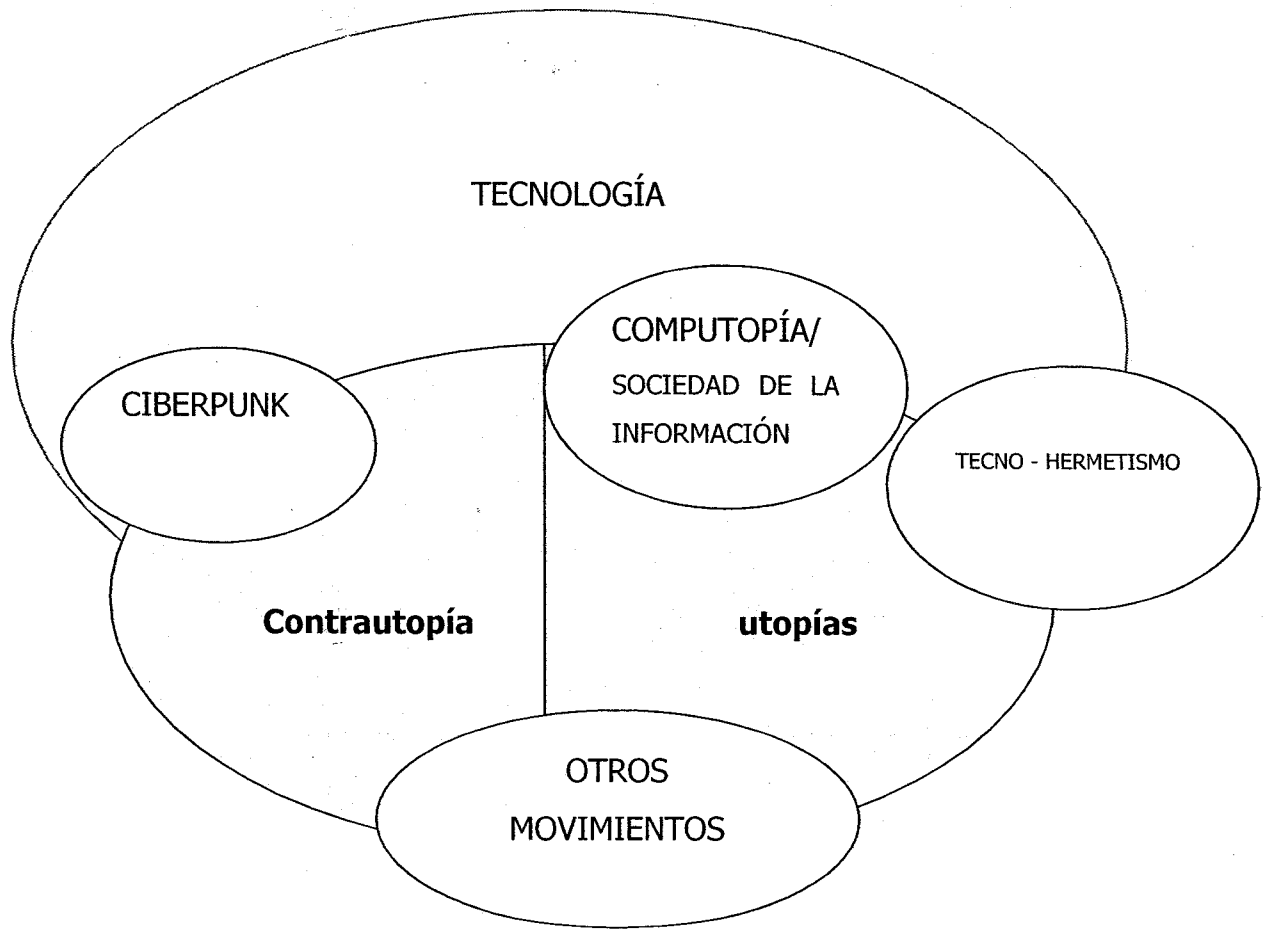 TECNOLOGÍA
COMPUTOPÍA/
SOCIEDAD DE LA
INFORMACIÓN
CIBERPUNK
TECNO - HERMETISMO
Contrautopía
utopías
OTROS
MOVIMIENTOS